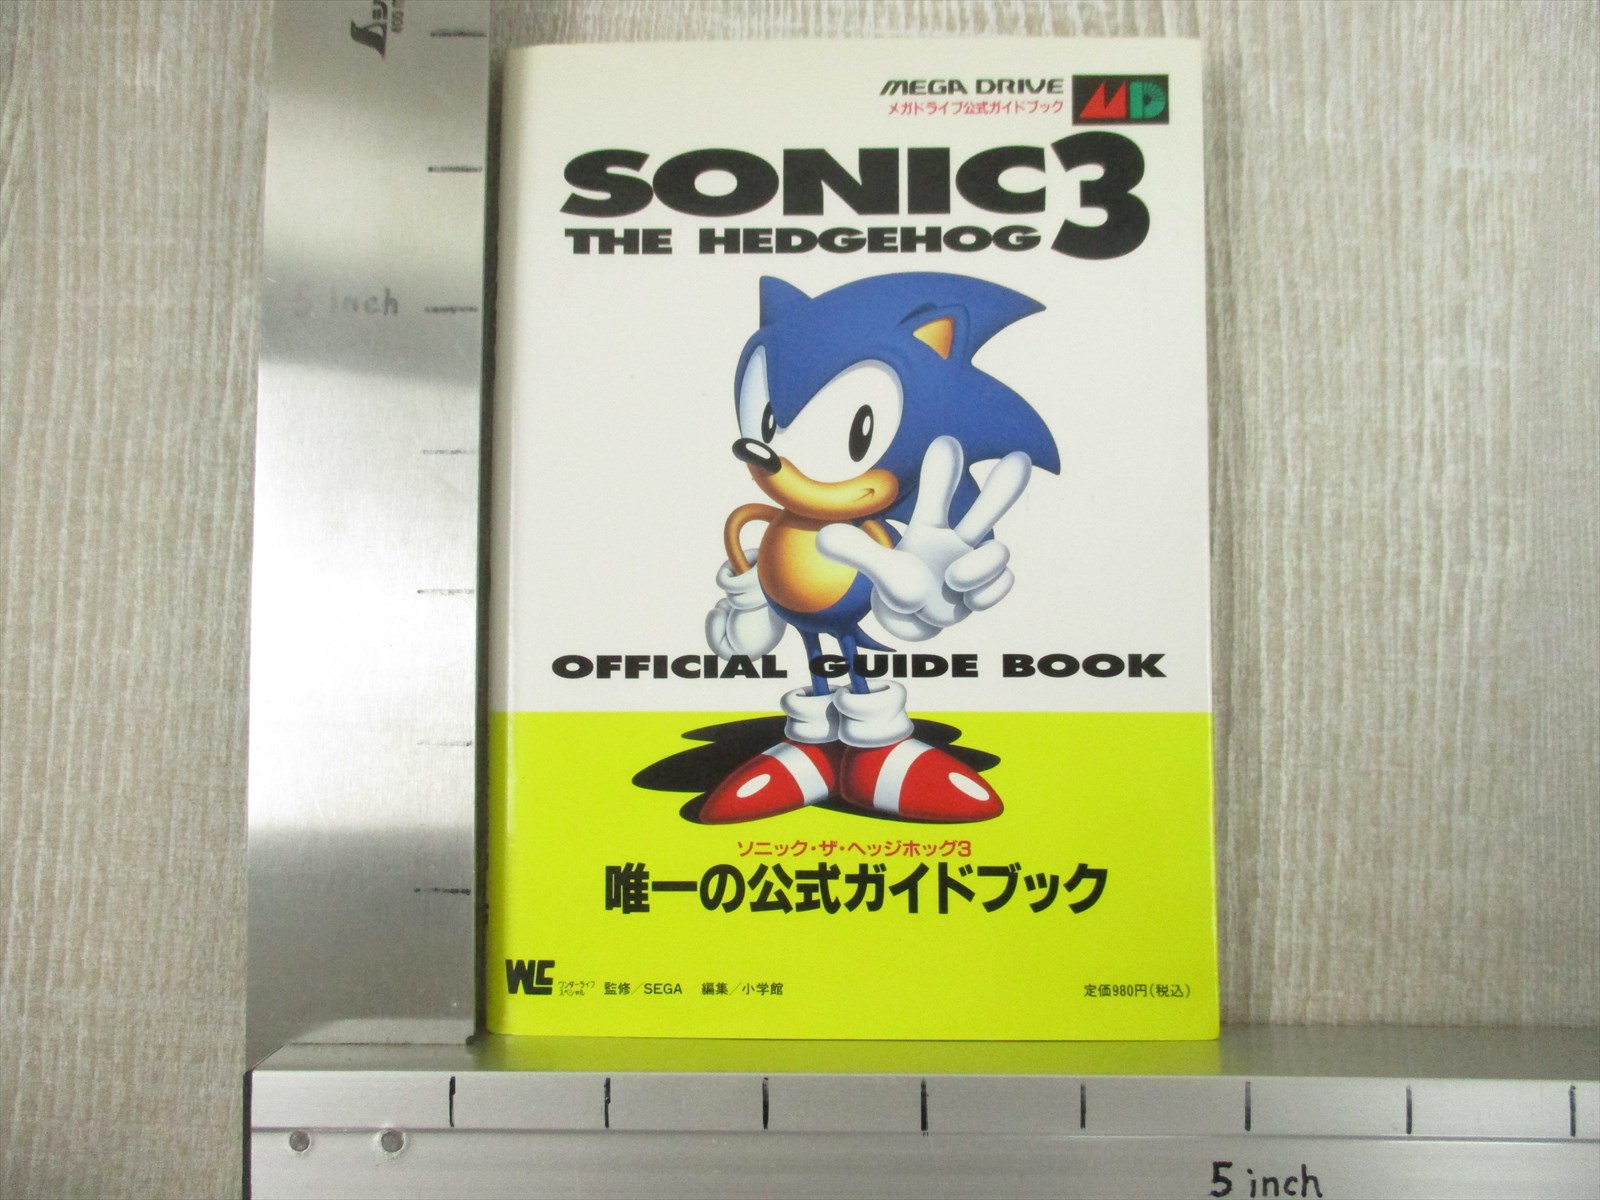 MEGA DRIVE
メガドライブ公式ガイドブック
MD
SONIC 3
THE HEDGEHOG
OFFICIAL GUIDE BOOK
ソニック・ザ・ヘッジホッグ3
唯一の公式ガイドブック
WL
ワンダーライフ
スペシャル
監修/SEGA 編集/小学館
定価980円(税込)
5 inch
5 inch